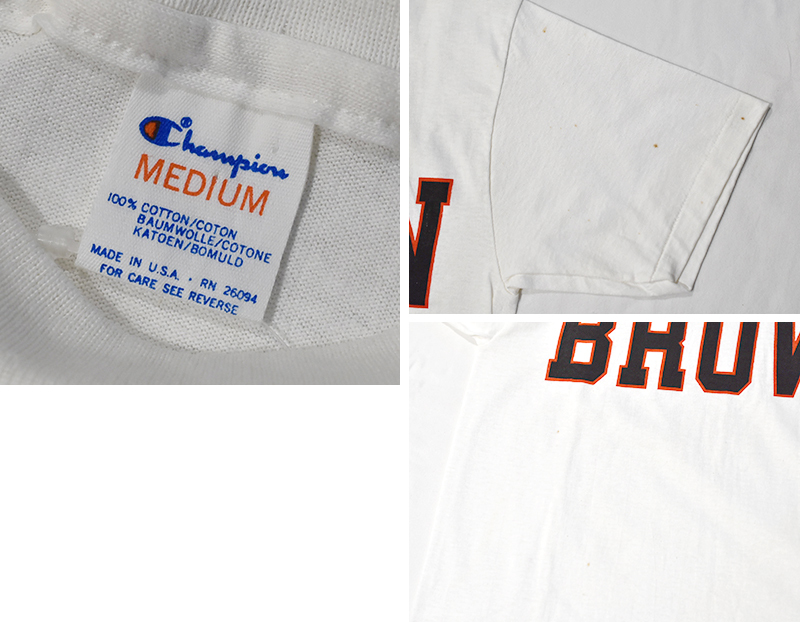 Champion®
MEDIUM
100% COTTON/COTON
BAUMWOLLE/COTONE
KATOEN/BOMULD
MADE IN U.S.A. · RN 26094
FOR CARE SEE REVERSE
N
BROW